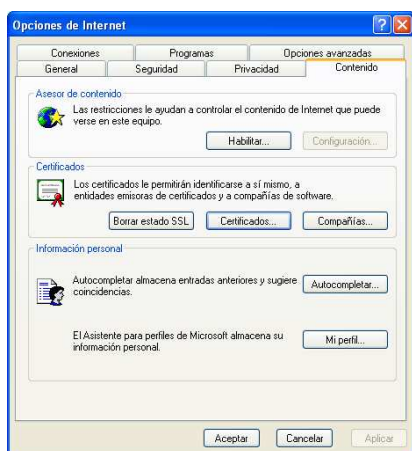 Opciones de Internet
Conexiones Programas Opciones avanzadas
General Seguridad Privacidad Contenido
Asesor de contenido
Las restricciones le ayudan a controlar el contenido de Internet que puede
verse en este equipo.
Habilitar... Configuración...
Certificados
Los certificados le permitirán identificarse a sí mismo, a
entidades emisoras de certificados y a compañías de software.
Borrar estado SSL Certificados... Compañías...
Información personal
Autocompletar almacena entradas anteriores y sugiere
coincidencias.
Autocompletar...
El Asistente para perfiles de Microsoft almacena su
información personal.
Mi perfil...
Aceptar Cancelar Aplicar